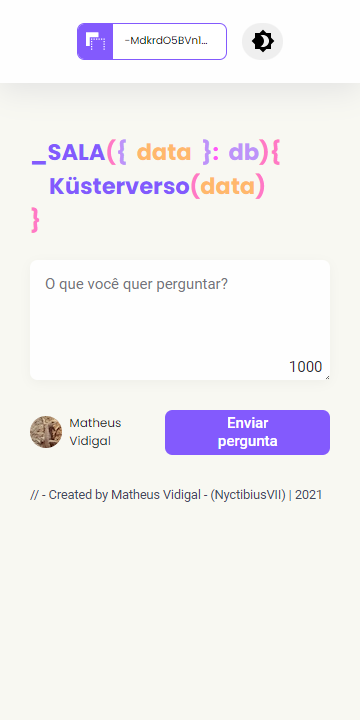 -MdkrdO5BVn1...
_SALA({ data }: db){
Küsterverso(data)
}
O que você quer perguntar?
1000
Matheus
Vidigal
Enviar
pergunta
// - Created by Matheus Vidigal - (NyctibiusVII) | 2021